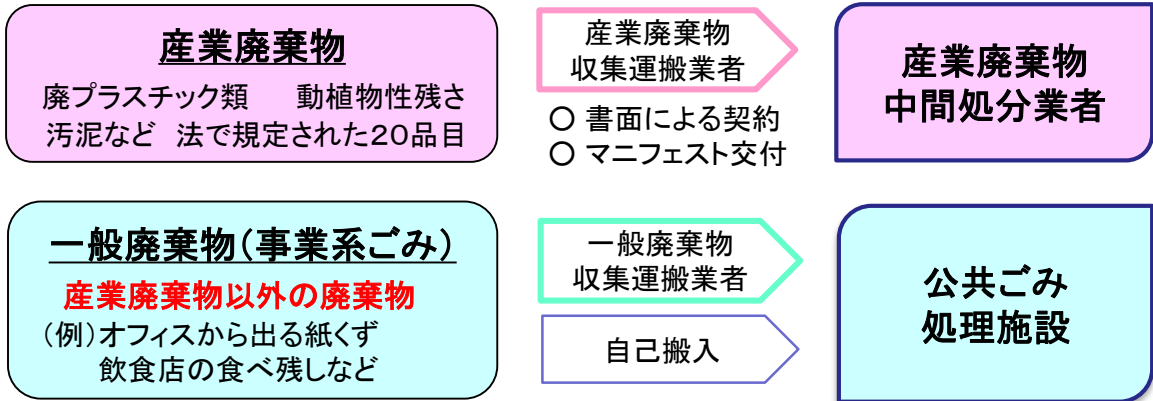 産業廃棄物
廃プラスチック類　動植物性残さ
汚泥など　法で規定された20品目
産業廃棄物
収集運搬業者
○ 書面による契約
○ マニフェスト交付
産業廃棄物
中間処分業者
一般廃棄物(事業系ごみ)
産業廃棄物以外の廃棄物
(例)オフィスから出る紙くず
飲食店の食べ残しなど
一般廃棄物
収集運搬業者
自己搬入
公共ごみ
処理施設